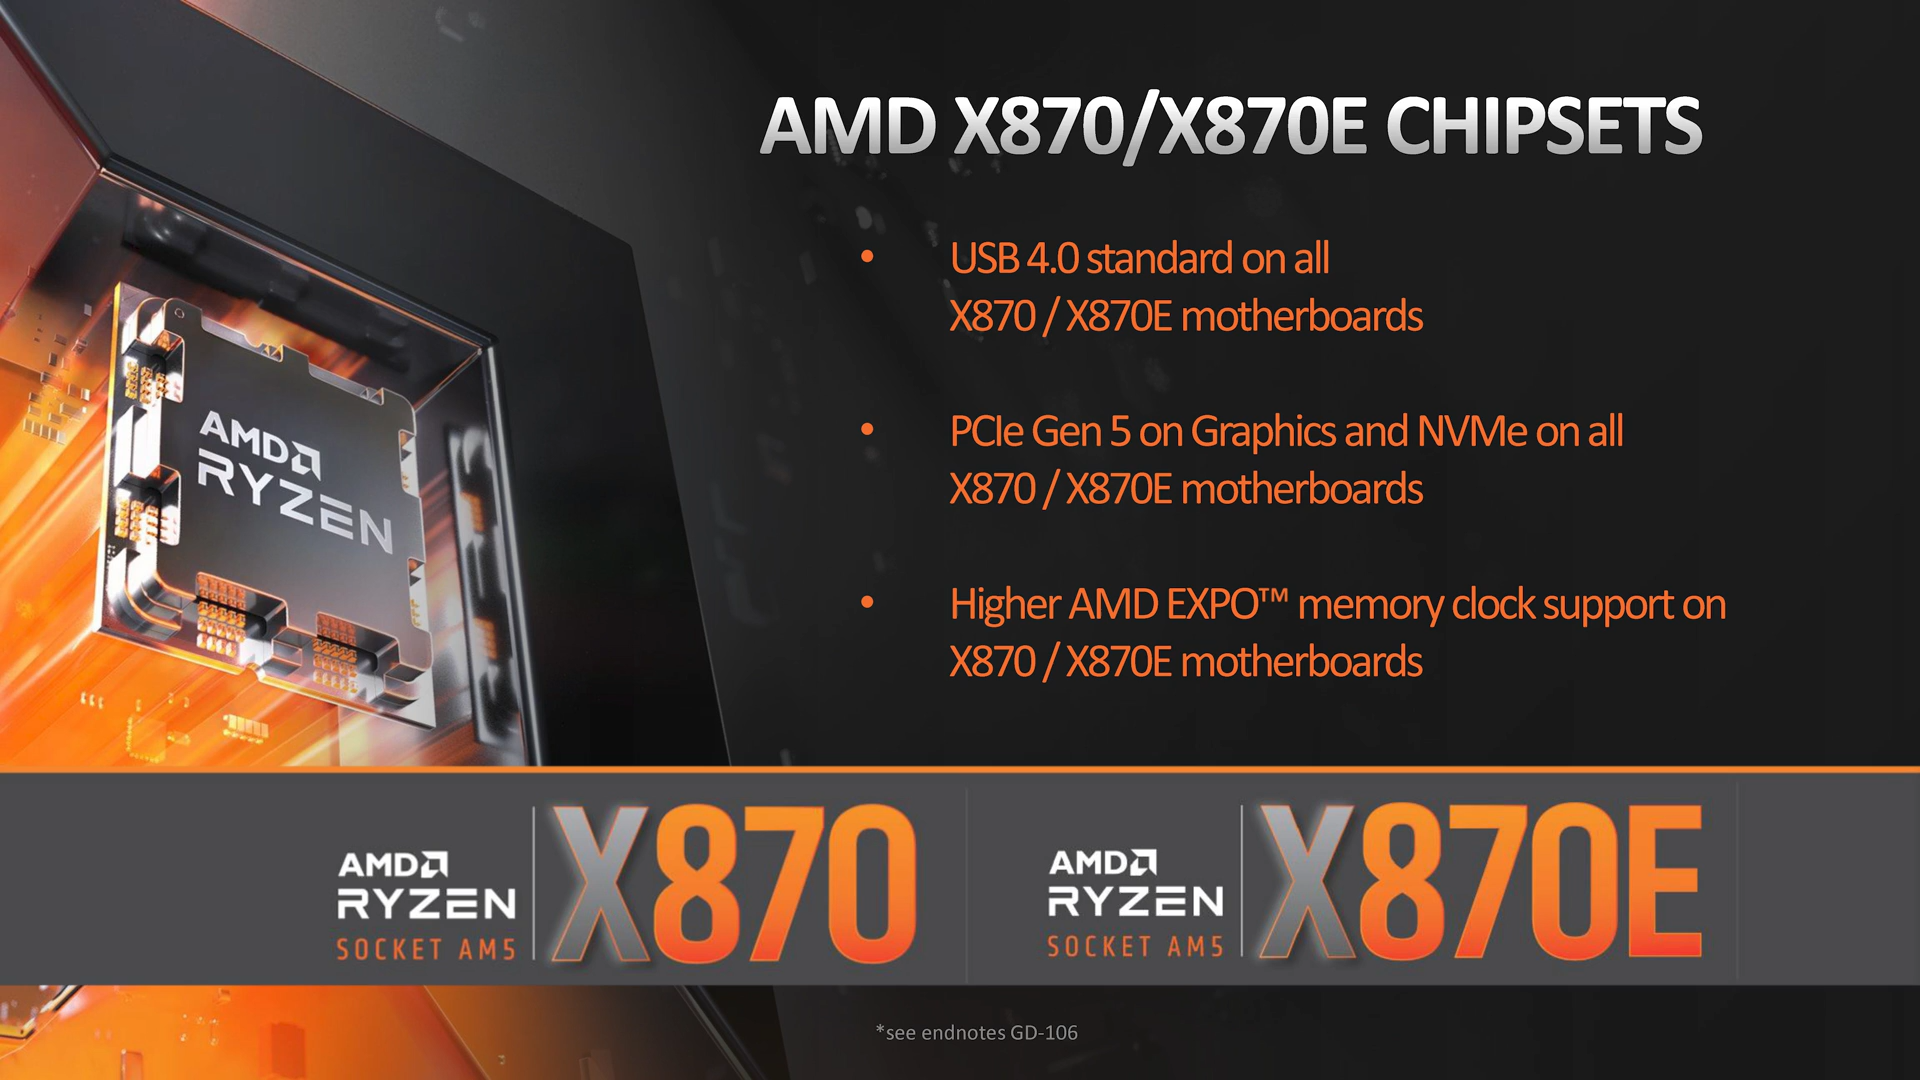 AMD X870/X870E CHIPSETS
• USB 4.0 standard on all
X870 / X870E motherboards
• PCIe Gen 5 on Graphics and NVMe on all
X870 / X870E motherboards
• Higher AMD EXPO™ memory clock support on
X870 / X870E motherboards
AMD
RYZEN
AMD
RYZEN
SOCKET AM5
X870
AMD
RYZEN
SOCKET AM5
X870E
*see endnotes GD-106